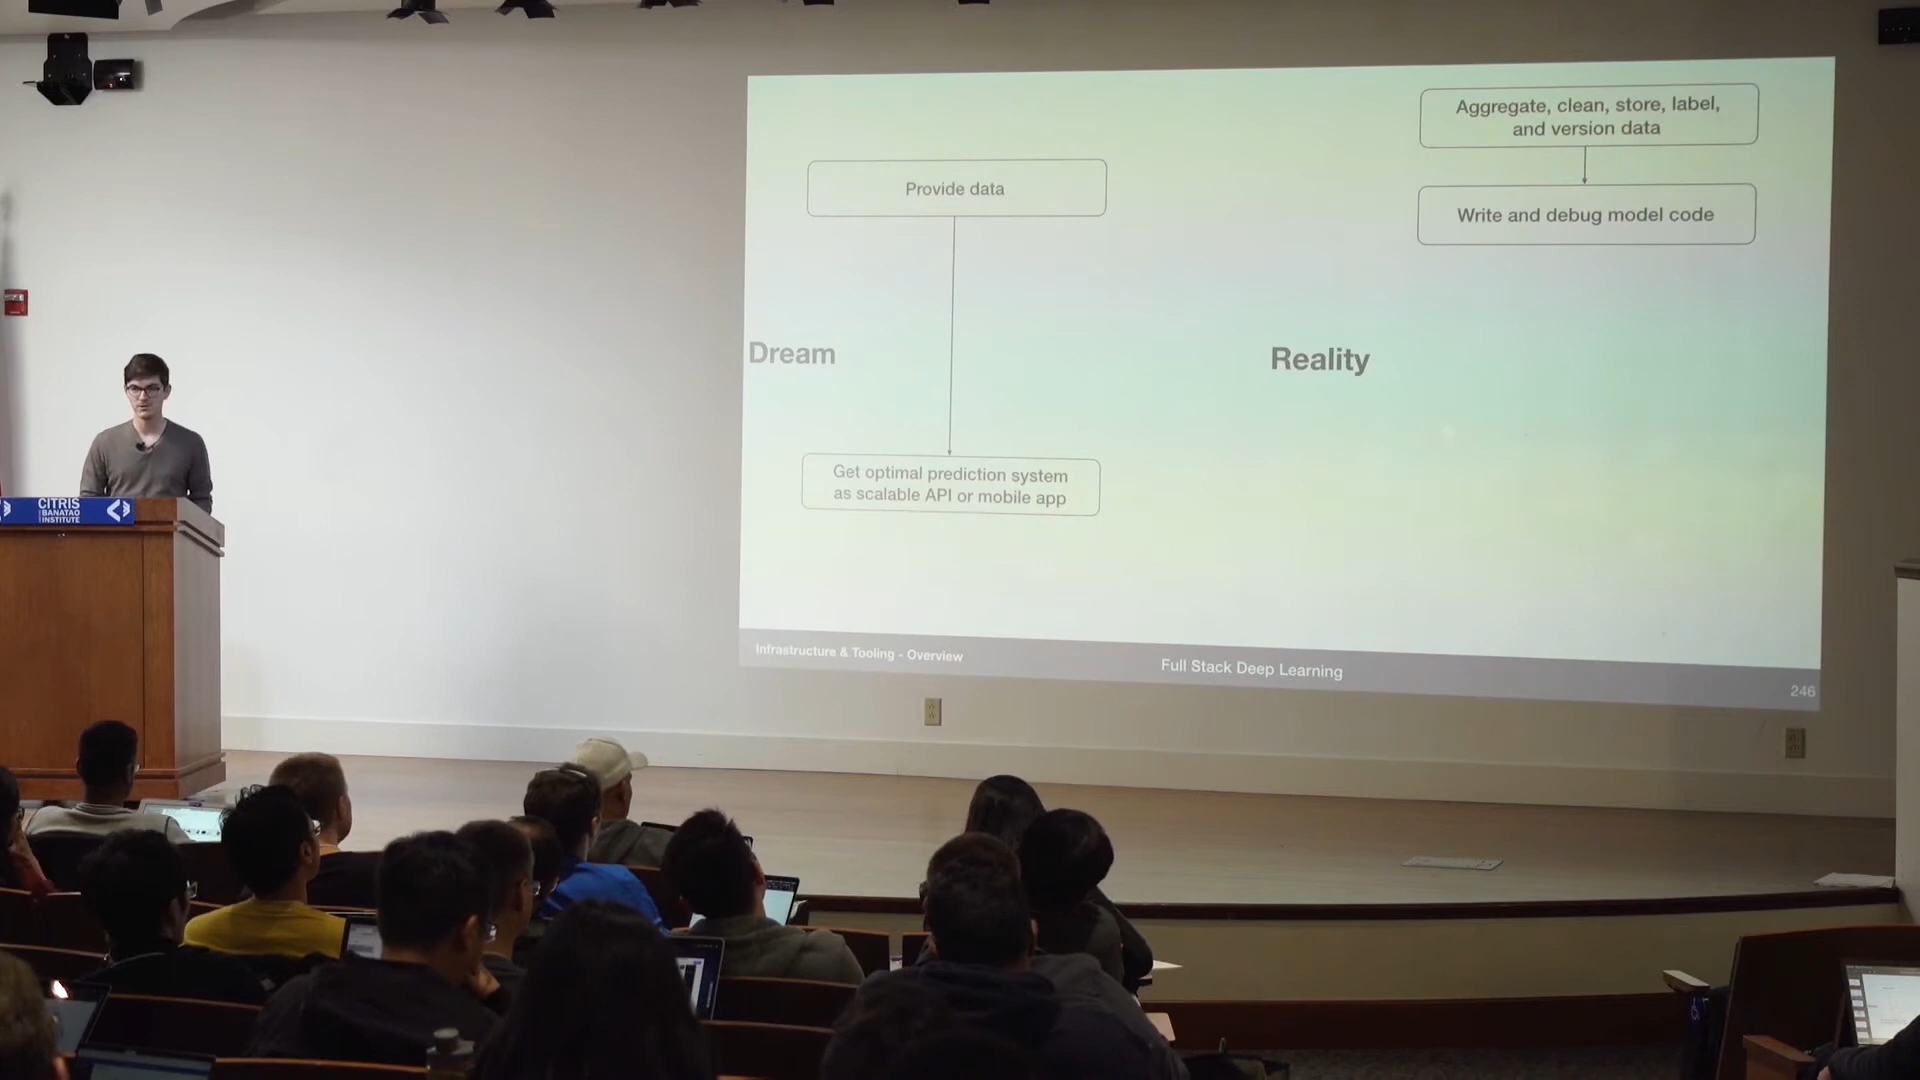 Provide data
Dream
Get optimal prediction system
as scalable API or mobile app
Aggregate, clean, store, label,
and version data
Write and debug model code
Reality
Infrastructure & Tooling - Overview
Full Stack Deep Learning
246
CITRIS
BANATAO
INSTITUTE